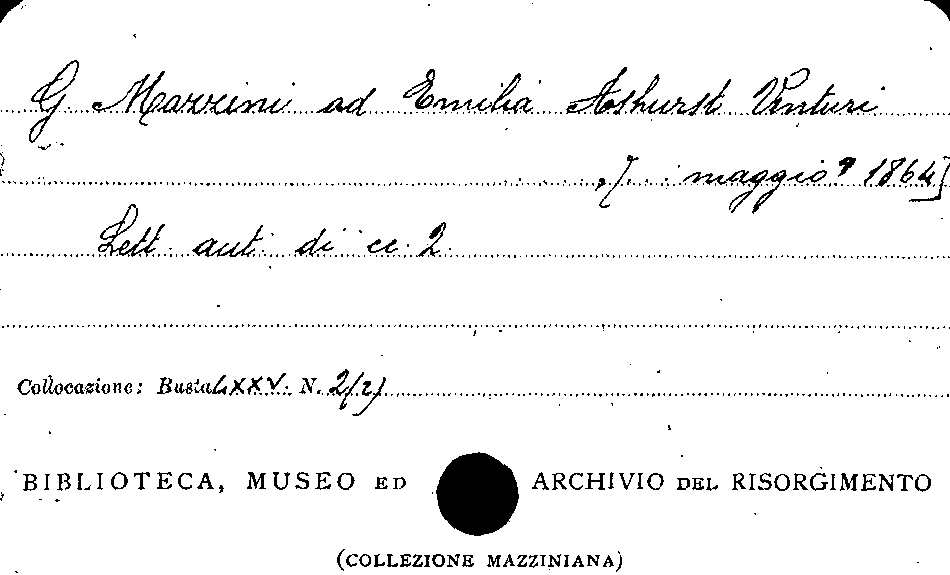 G Mazzini ad Emilia Ashurst Venturi
[... maggio? 1864]
Lett. aut. di cc. 2
Collocazione: Busta LXXV. N. 2(2)
BIBLIOTECA, MUSEO ED ARCHIVIO DEL RISORGIMENTO
(COLLEZIONE MAZZINIANA)